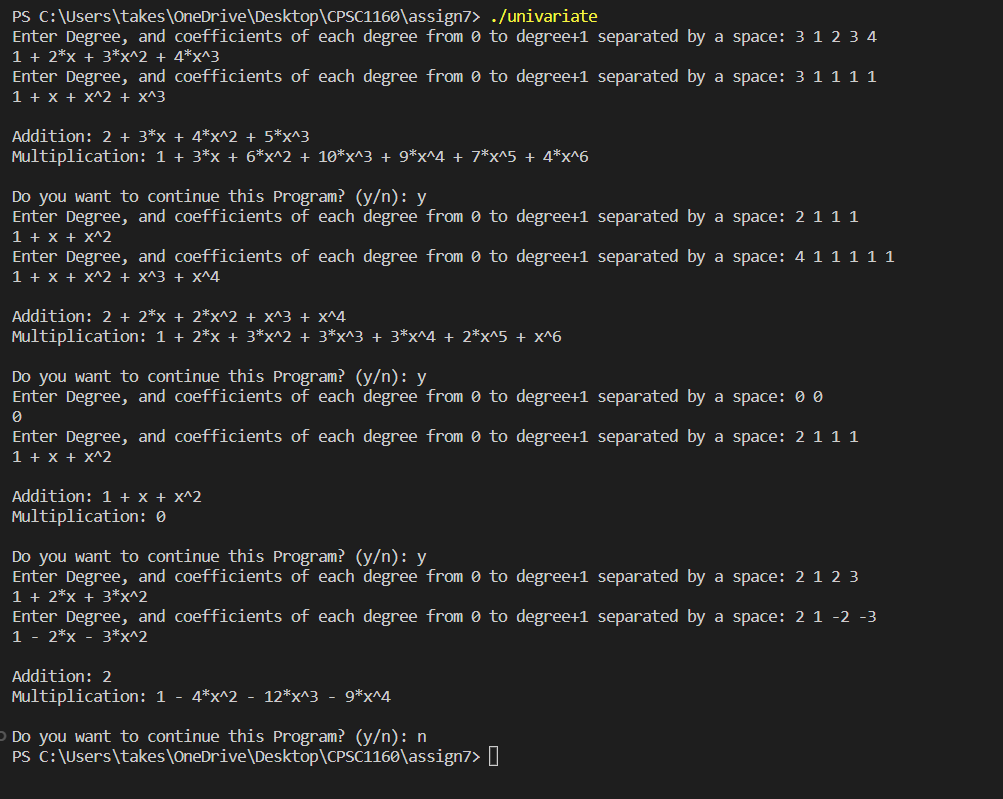 PS C:\Users\takes\OneDrive\Desktop\CPSC1160\assign7> ./univariate
Enter Degree, and coefficients of each degree from 0 to degree+1 separated by a space: 3 1 2 3 4
1 + 2*x + 3*x^2 + 4*x^3
Enter Degree, and coefficients of each degree from 0 to degree+1 separated by a space: 3 1 1 1 1
1 + x + x^2 + x^3

Addition: 2 + 3*x + 4*x^2 + 5*x^3
Multiplication: 1 + 3*x + 6*x^2 + 10*x^3 + 9*x^4 + 7*x^5 + 4*x^6

Do you want to continue this Program? (y/n): y
Enter Degree, and coefficients of each degree from 0 to degree+1 separated by a space: 2 1 1 1
1 + x + x^2
Enter Degree, and coefficients of each degree from 0 to degree+1 separated by a space: 4 1 1 1 1 1
1 + x + x^2 + x^3 + x^4

Addition: 2 + 2*x + 2*x^2 + x^3 + x^4
Multiplication: 1 + 2*x + 3*x^2 + 3*x^3 + 3*x^4 + 2*x^5 + x^6

Do you want to continue this Program? (y/n): y
Enter Degree, and coefficients of each degree from 0 to degree+1 separated by a space: 0 0
0
Enter Degree, and coefficients of each degree from 0 to degree+1 separated by a space: 2 1 1 1
1 + x + x^2

Addition: 1 + x + x^2
Multiplication: 0

Do you want to continue this Program? (y/n): y
Enter Degree, and coefficients of each degree from 0 to degree+1 separated by a space: 2 1 2 3
1 + 2*x + 3*x^2
Enter Degree, and coefficients of each degree from 0 to degree+1 separated by a space: 2 1 -2 -3
1 - 2*x - 3*x^2

Addition: 2
Multiplication: 1 - 4*x^2 - 12*x^3 - 9*x^4

Do you want to continue this Program? (y/n): n
PS C:\Users\takes\OneDrive\Desktop\CPSC1160\assign7>